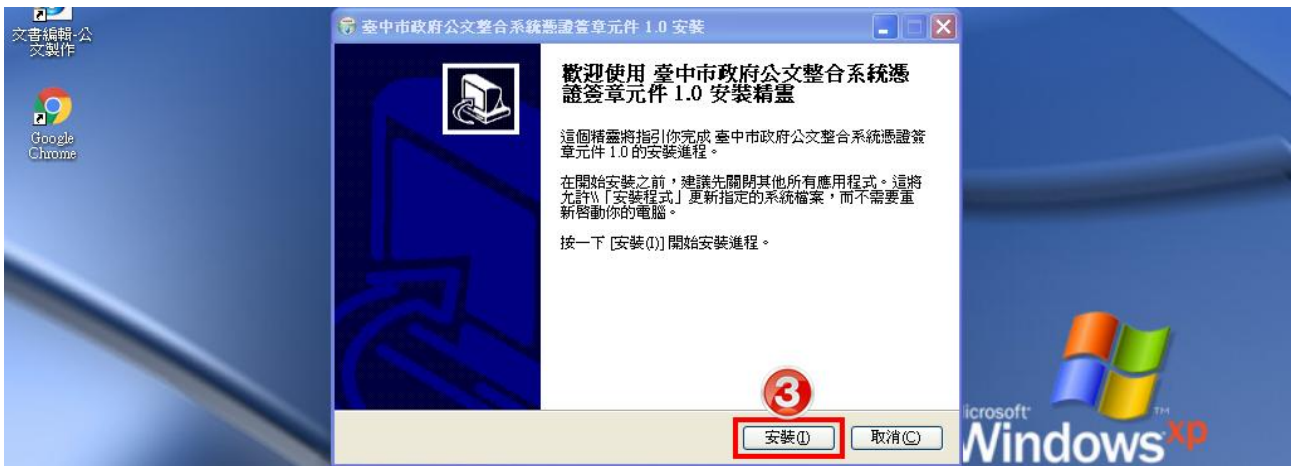 文書編輯-公
文製作
Google
Chrome
臺中市政府公文整合系統憑證簽章元件 1.0 安裝
歡迎使用 臺中市政府公文整合系統憑
證簽章元件 1.0 安裝精靈
這個精靈將指引你完成 臺中市政府公文整合系統憑證簽
章元件 1.0 的安裝進程。
在開始安裝之前，建議先關閉其他所有應用程式。這將
允許\「安裝程式」更新指定的系統檔案，而不需要重
新啓動你的電腦。
按一下 [安裝(I)] 開始安裝進程。
3
安裝(I)
取消(C)
icrosoft
Windows xp
TM